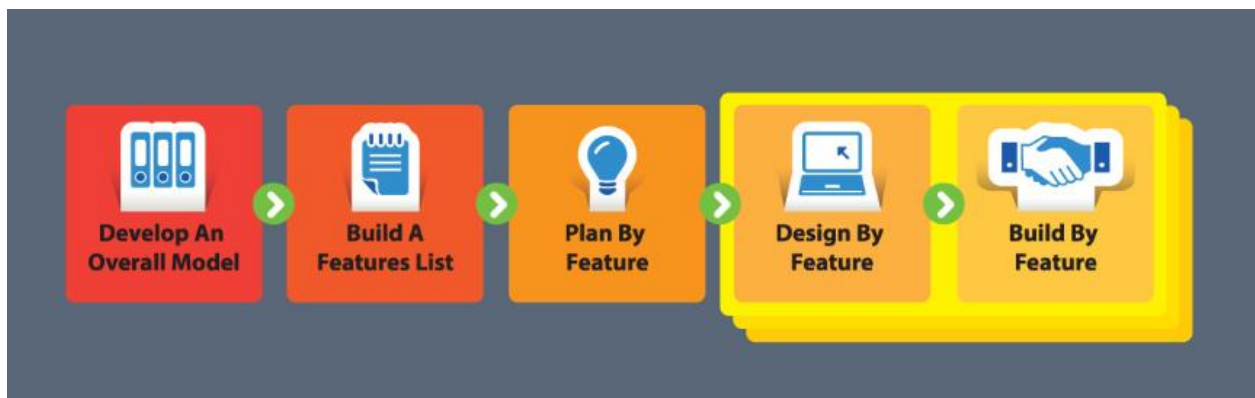 Develop An
Overall Model
Build A
Features List
Plan By
Feature
Design By
Feature
Build By
Feature